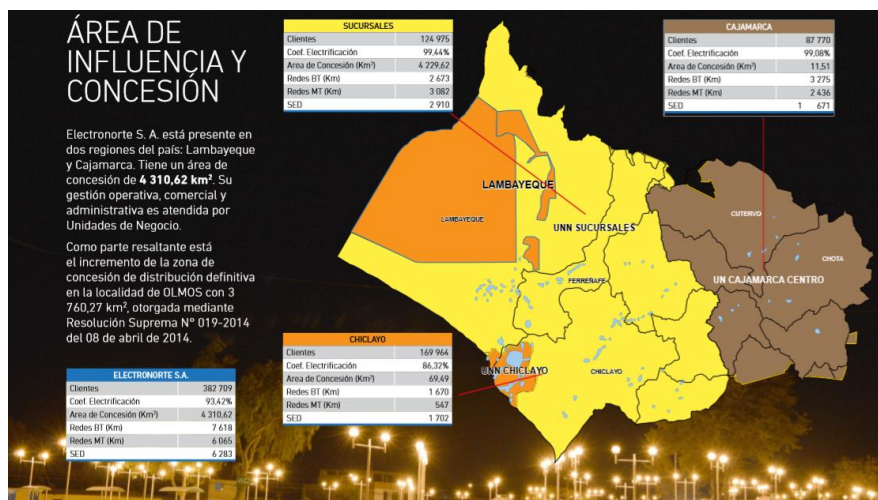 ÁREA DE
INFLUENCIA Y
CONCESIÓN
Electronorte S. A. está presente en
dos regiones del país: Lambayeque
y Cajamarca. Tiene un área de
concesión de 4 310,62 km². Su
gestión operativa, comercial y
administrativa es atendida por
Unidades de Negocio.
Como parte resaltante está
el incremento de la zona de
concesión de distribución definitiva
en la localidad de OLMOS con 3
760,27 km², otorgada mediante
Resolución Suprema N° 019-2014
del 08 de abril de 2014.
ELECTRONORTE S.A.
Clientes 382 709
Coef. Electrificación 93,42%
Area de Concesión (Km²) 4 310,62
Redes BT (Km) 7 618
Redes MT (Km) 6 065
SED 6 283
SUCURSALES
Clientes 124 975
Coef. Electrificación 99,44%
Area de Concesión (Km²) 4 229,62
Redes BT (Km) 2 673
Redes MT (Km) 3 082
SED 2 910
CAJAMARCA
Clientes 87 770
Coef. Electrificación 99,08%
Area de Concesión (Km²) 11,51
Redes BT (Km) 3 275
Redes MT (Km) 2 436
SED 1 671
CHICLAYO
Clientes 169 964
Coef. Electrificación 86,32%
Area de Concesión (Km²) 69,49
Redes BT (Km) 1 670
Redes MT (Km) 547
SED 1 702
LAMBAYEQUE
LAMBAYEQUE
UNN SUCURSALES
FERREÑAFE
UNN CHICLAYO
CHICLAYO
CUTERVO
CHOTA
UN CAJAMARCA CENTRO